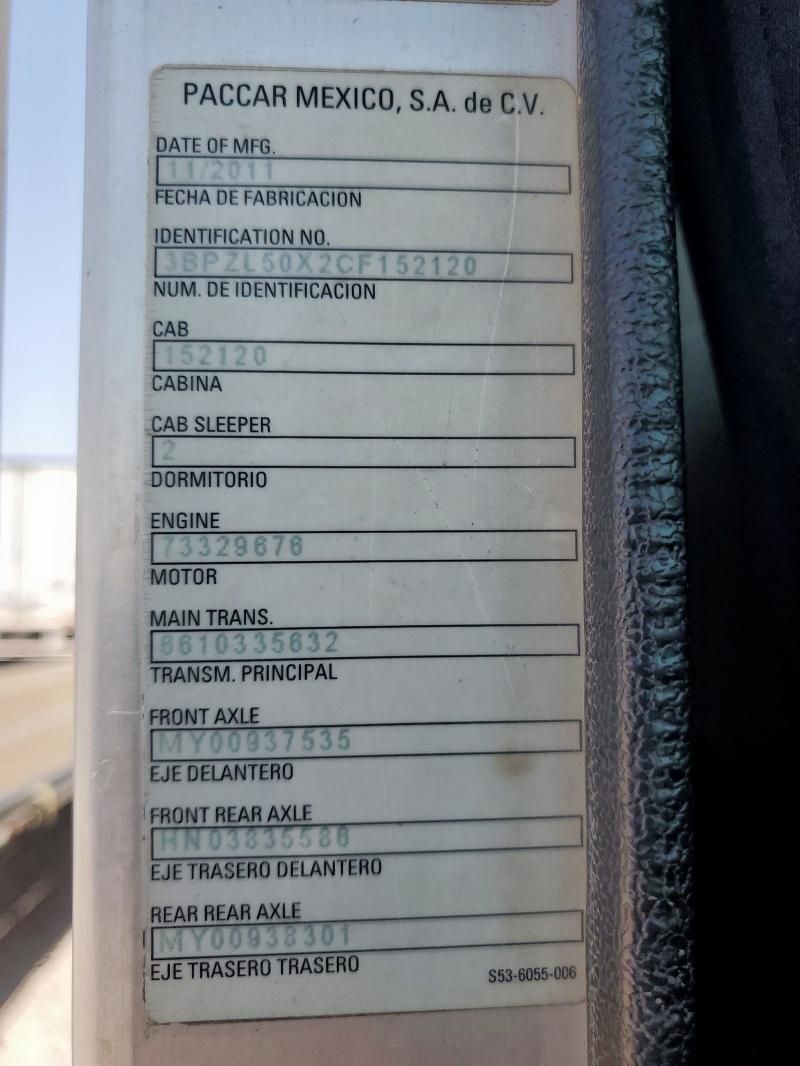 PACCAR MEXICO, S.A. de C.V.
DATE OF MFG.
11/2011
FECHA DE FABRICACION
IDENTIFICATION NO.
3BPZL50X2CF152120
NUM. DE IDENTIFICACION
CAB
152120
CABINA
CAB SLEEPER
2
DORMITORIO
ENGINE
73329676
MOTOR
MAIN TRANS.
6610335632
TRANSM. PRINCIPAL
FRONT AXLE
MY00937535
EJE DELANTERO
FRONT REAR AXLE
HN03835586
EJE TRASERO DELANTERO
REAR REAR AXLE
MY00938301
EJE TRASERO TRASERO
S53-6055-006